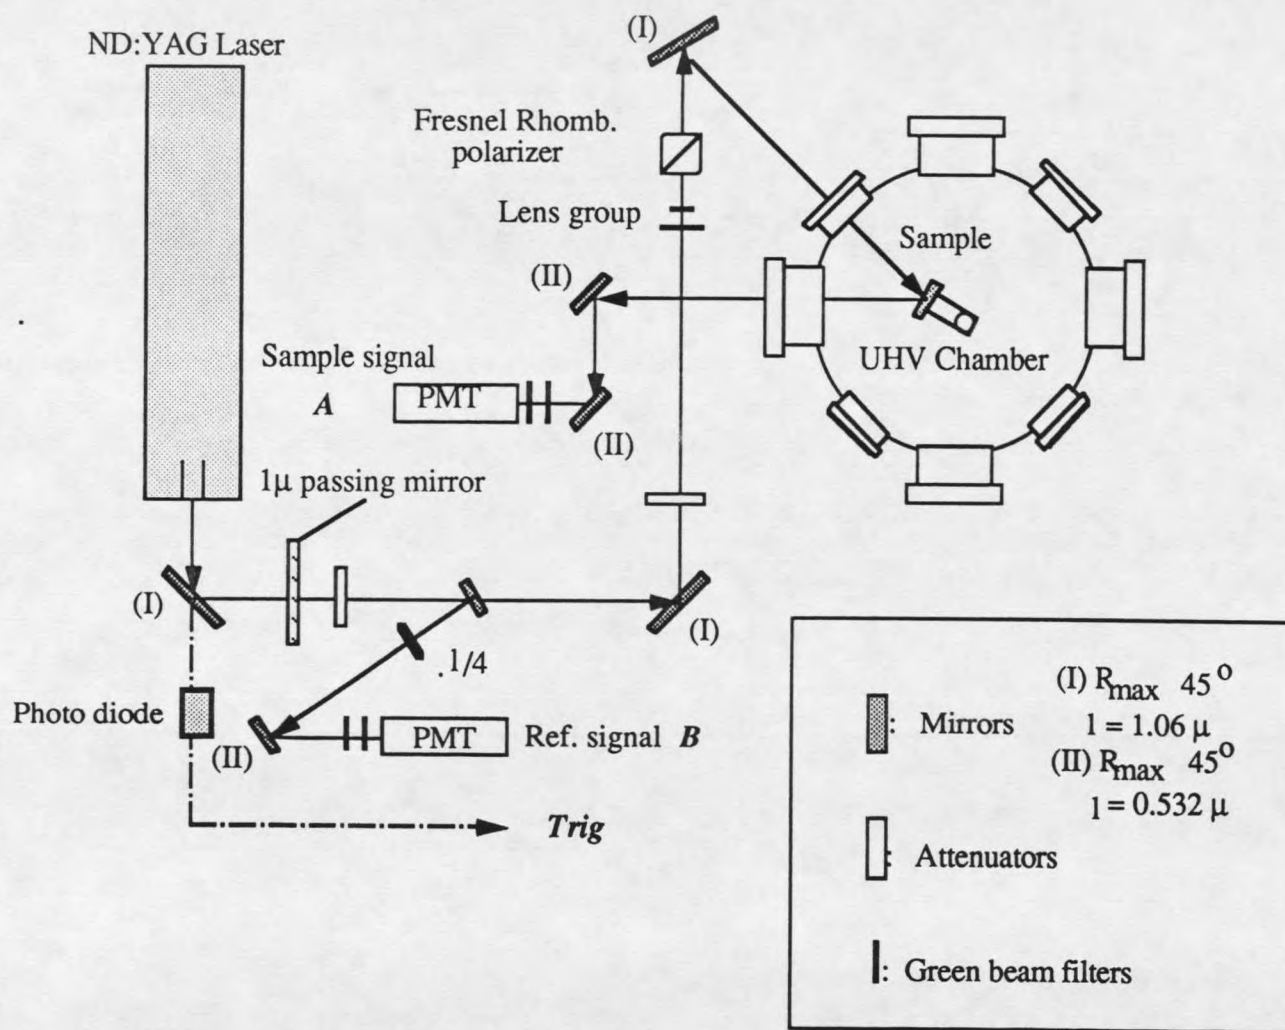 ND:YAG Laser
(I)
Fresnel Rhomb.
polarizer
Lens group
Sample
(II)
UHV Chamber
Sample signal
A
PMT
(II)
1μ passing mirror
(I)
(I)
.1/4
Photo diode
(II)
PMT
Ref. signal B
Trig
: Mirrors
(I) Rmax 45°
l = 1.06 μ
(II) Rmax 45°
l = 0.532 μ
: Attenuators
: Green beam filters